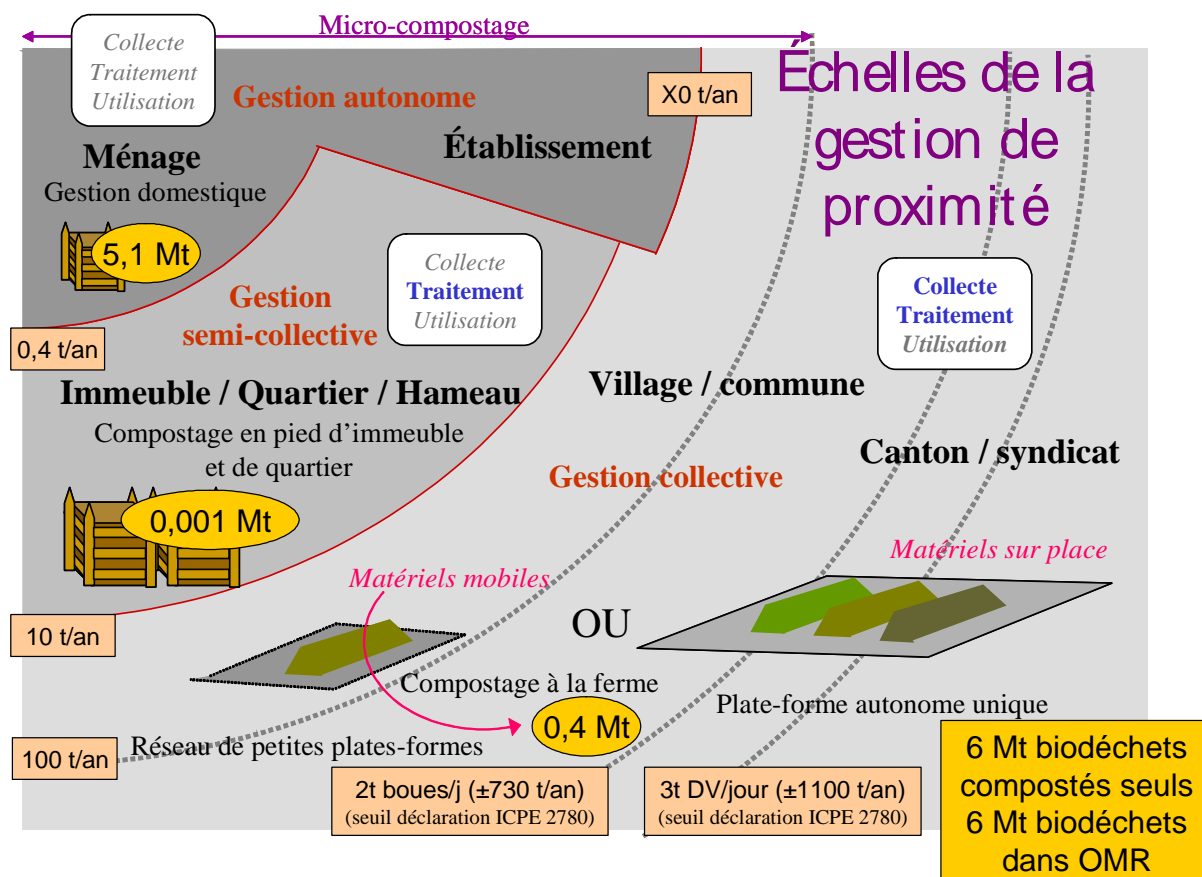 Micro-compostage
Échelles de la
gestion de
proximité
Collecte
Traitement
Utilisation
Gestion autonome
X0 t/an
Ménage
Gestion domestique
Établissement
5,1 Mt
0,4 t/an
Collecte
Traitement
Utilisation
Gestion
semi-collective
Collecte
Traitement
Utilisation
Immeuble / Quartier / Hameau
Compostage en pied d’immeuble
et de quartier
Village / commune
Canton / syndicat
Gestion collective
0,001 Mt
Matériels mobiles
Matériels sur place
10 t/an
OU
Compostage à la ferme
0,4 Mt
Plate-forme autonome unique
Réseau de petites plates-formes
100 t/an
2t boues/j (±730 t/an)
(seuil déclaration ICPE 2780)
3t DV/jour (±1100 t/an)
(seuil déclaration ICPE 2780)
6 Mt biodéchets
compostés seuls
6 Mt biodéchets
dans OMR